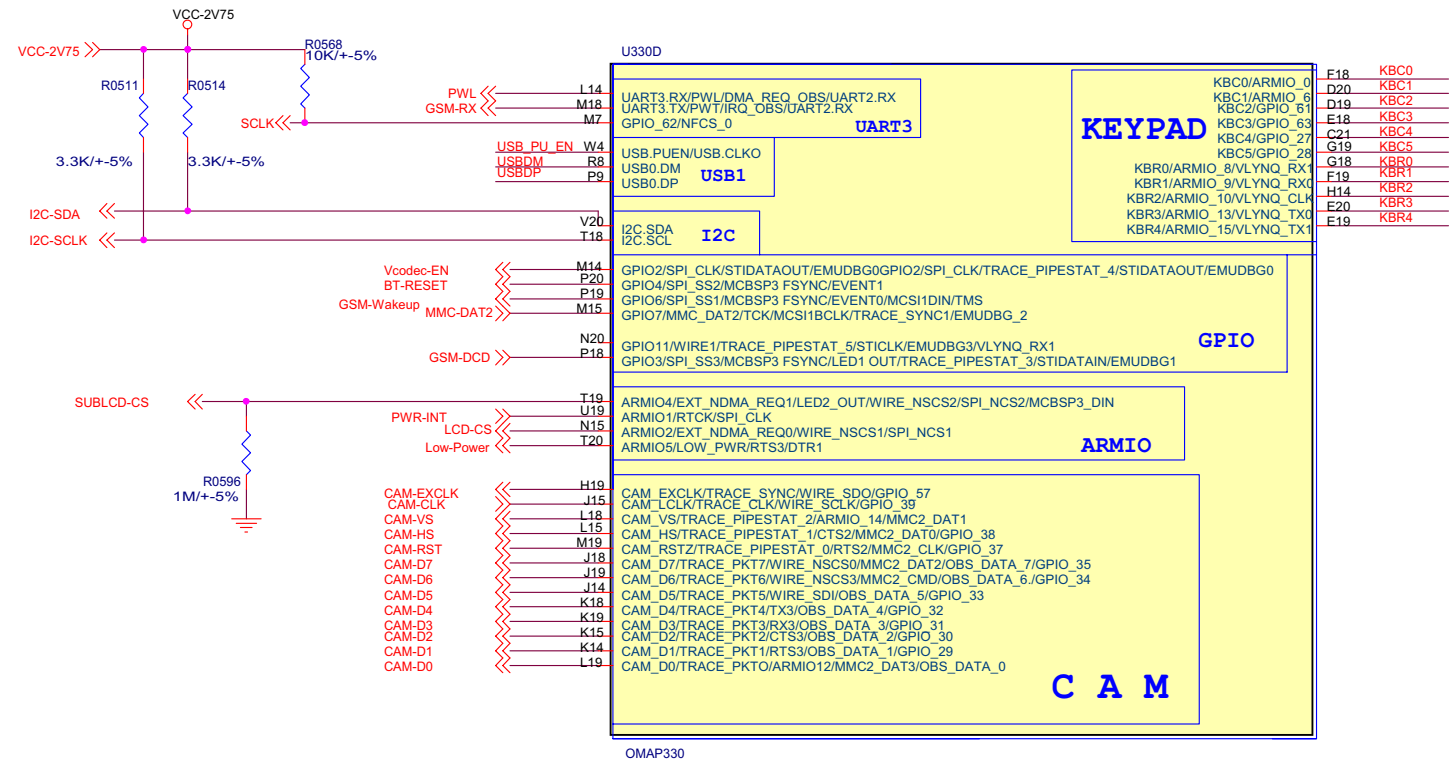 VCC-2V75
VCC-2V75
R0568
10K/+-5%
R0511
R0514
3.3K/+-5%
3.3K/+-5%
SCLK
I2C-SDA
I2C-SCLK
U330D
PWL
L14
UART3.RX/PWL/DMA_REQ_OBS/UART2.RX
GSM-RX
M18
UART3.TX/PWT/IRQ_OBS/UART2.RX
M7
GPIO_62/NFCS_0
UART3
USB_PU_EN
W4
USB.PUEN/USB.CLKO
USBDM
R8
USB0.DM
USBDP
P9
USB0.DP
USB1
V20
I2C.SDA
T18
I2C.SCL
I2C
Vcodec-EN
M14
GPIO2/SPI_CLK/STIDATAOUT/EMUDBG0GPIO2/SPI_CLK/TRACE_PIPESTAT_4/STIDATAOUT/EMUDBG0
BT-RESET
P20
GPIO4/SPI_SS2/MCBSP3 FSYNC/EVENT1
GSM-Wakeup
P19
GPIO6/SPI_SS1/MCBSP3 FSYNC/EVENT0/MCSI1DIN/TMS
MMC-DAT2
M15
GPIO7/MMC_DAT2/TCK/MCSI1BCLK/TRACE_SYNC1/EMUDBG_2
N20
GPIO11/WIRE1/TRACE_PIPESTAT_5/STICLK/EMUDBG3/VLYNQ_RX1
GSM-DCD
P18
GPIO3/SPI_SS3/MCBSP3 FSYNC/LED1 OUT/TRACE_PIPESTAT_3/STIDATAIN/EMUDBG1
GPIO
SUBLCD-CS
T19
ARMIO4/EXT_NDMA_REQ1/LED2_OUT/WIRE_NSCS2/SPI_NCS2/MCBSP3_DIN
PWR-INT
U19
ARMIO1/RTCK/SPI_CLK
LCD-CS
N15
ARMIO2/EXT_NDMA_REQ0/WIRE_NSCS1/SPI_NCS1
Low-Power
T20
ARMIO5/LOW_PWR/RTS3/DTR1
ARMIO
R0596
1M/+-5%
CAM-EXCLK
H19
CAM_EXCLK/TRACE_SYNC/WIRE_SDO/GPIO_57
CAM-CLK
J15
CAM_LCLK/TRACE_CLK/WIRE_SCLK/GPIO_39
CAM-VS
L18
CAM_VS/TRACE_PIPESTAT_2/ARMIO_14/MMC2_DAT1
CAM-HS
L15
CAM_HS/TRACE_PIPESTAT_1/CTS2/MMC2_DAT0/GPIO_38
CAM-RST
M19
CAM_RSTZ/TRACE_PIPESTAT_0/RTS2/MMC2_CLK/GPIO_37
CAM-D7
J18
CAM_D7/TRACE_PKT7/WIRE_NSCS0/MMC2_DAT2/OBS_DATA_7/GPIO_35
CAM-D6
J19
CAM_D6/TRACE_PKT6/WIRE_NSCS3/MMC2_CMD/OBS_DATA_6./GPIO_34
CAM-D5
J14
CAM_D5/TRACE_PKT5/WIRE_SDI/OBS_DATA_5/GPIO_33
CAM-D4
K18
CAM_D4/TRACE_PKT4/TX3/OBS_DATA_4/GPIO_32
CAM-D3
K19
CAM_D3/TRACE_PKT3/RX3/OBS_DATA_3/GPIO_31
CAM-D2
K15
CAM_D2/TRACE_PKT2/CTS3/OBS_DATA_2/GPIO_30
CAM-D1
K14
CAM_D1/TRACE_PKT1/RTS3/OBS_DATA_1/GPIO_29
CAM-D0
L19
CAM_D0/TRACE_PKTO/ARMIO12/MMC2_DAT3/OBS_DATA_0
C A M
KEYPAD
KBC0/ARMIO_0
F18
KBC0
KBC1/ARMIO_6
D20
KBC1
KBC2/GPIO_61
D19
KBC2
KBC3/GPIO_63
E18
KBC3
KBC4/GPIO_27
C21
KBC4
KBC5/GPIO_28
G19
KBC5
KBR0/ARMIO_8/VLYNQ_RX1
G18
KBR0
KBR1/ARMIO_9/VLYNQ_RX0
F19
KBR1
KBR2/ARMIO_10/VLYNQ_CLK
H14
KBR2
KBR3/ARMIO_13/VLYNQ_TX0
E20
KBR3
KBR4/ARMIO_15/VLYNQ_TX1
E19
KBR4
OMAP330